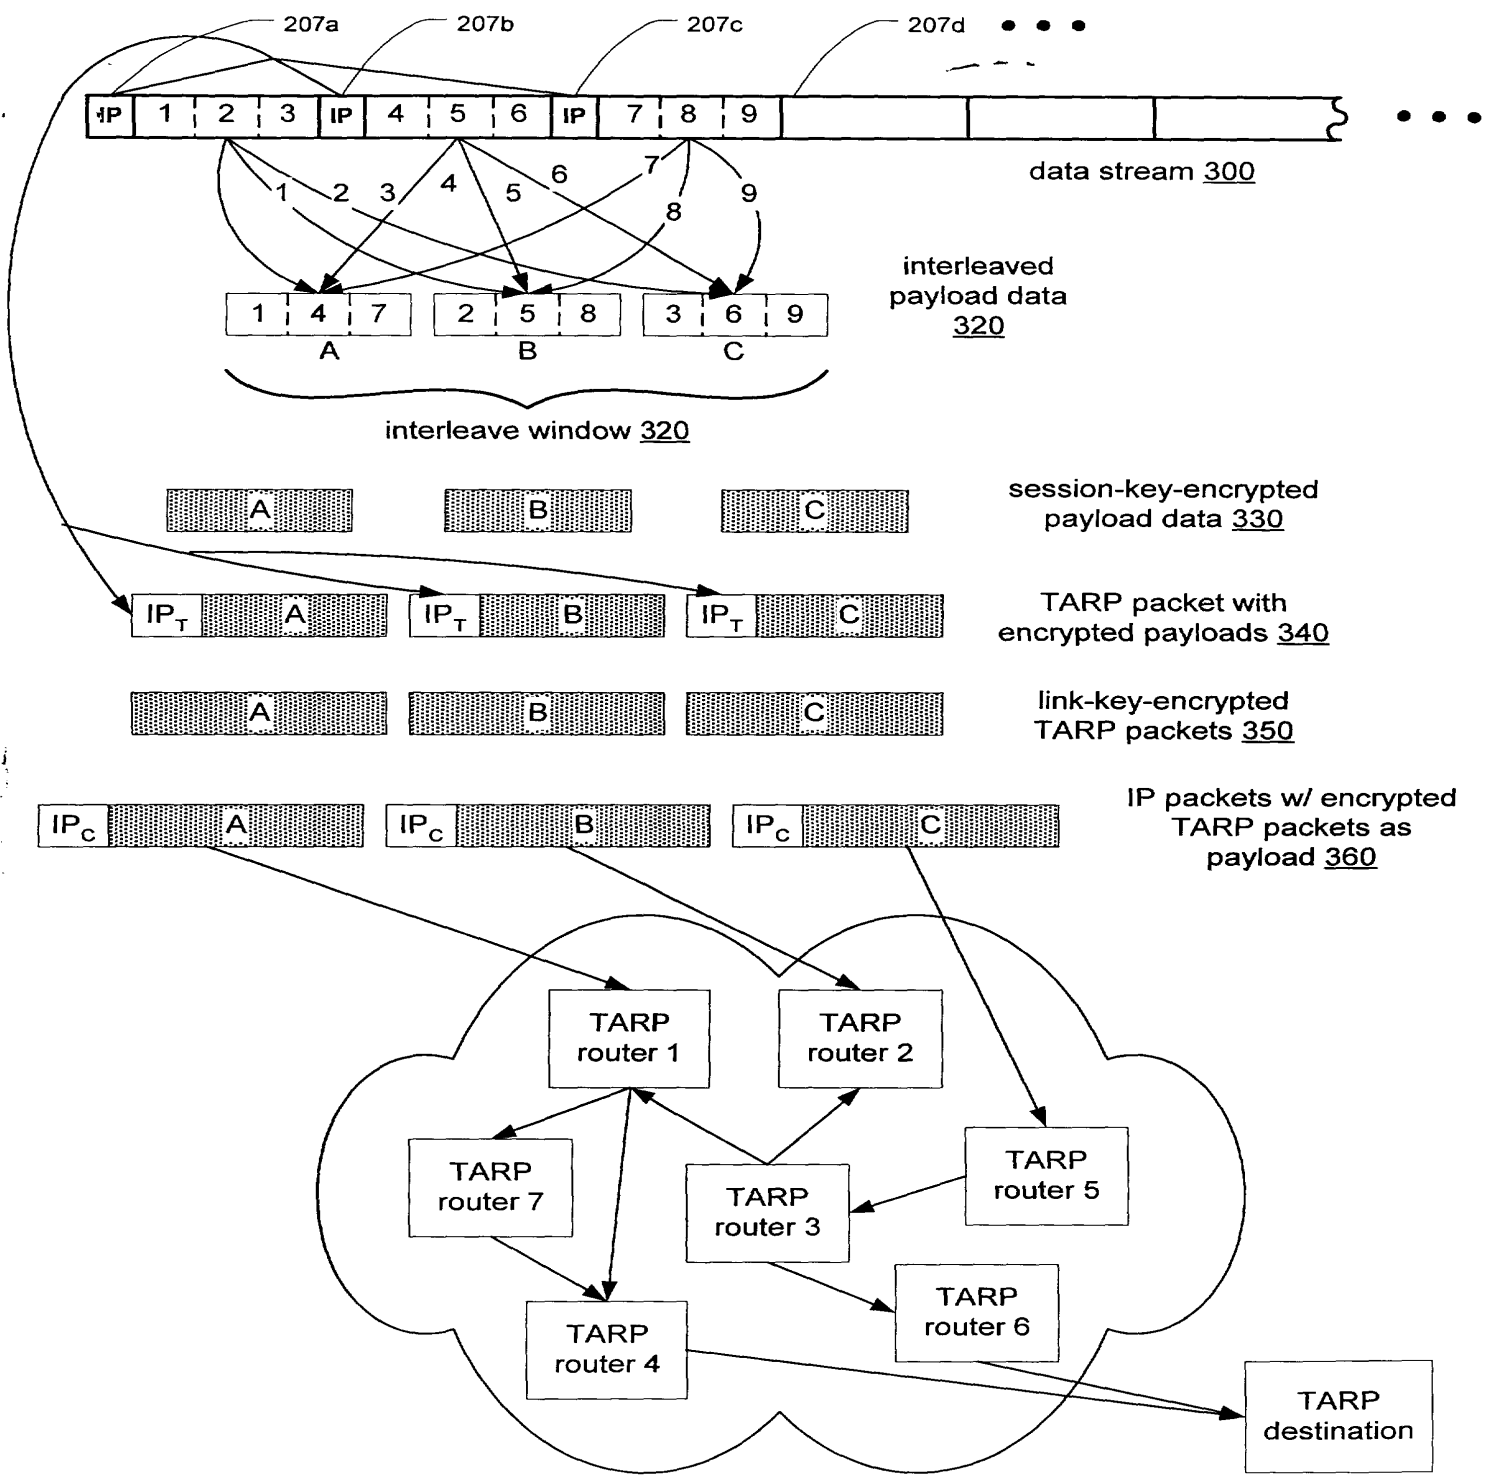 207a 207b 207c 207d
IP 1 2 3 IP 4 5 6 IP 7 8 9
data stream 300
1 2 3 4 5 6 7 8 9
interleaved
payload data
320
1 4 7 2 5 8 3 6 9
A B C
interleave window 320
A B C
session-key-encrypted
payload data 330
IPT A IPT B IPT C
TARP packet with
encrypted payloads 340
A B C
link-key-encrypted
TARP packets 350
IPC A IPC B IPC C
IP packets w/ encrypted
TARP packets as
payload 360
TARP
router 1
TARP
router 2
TARP
router 7
TARP
router 3
TARP
router 5
TARP
router 4
TARP
router 6
TARP
destination